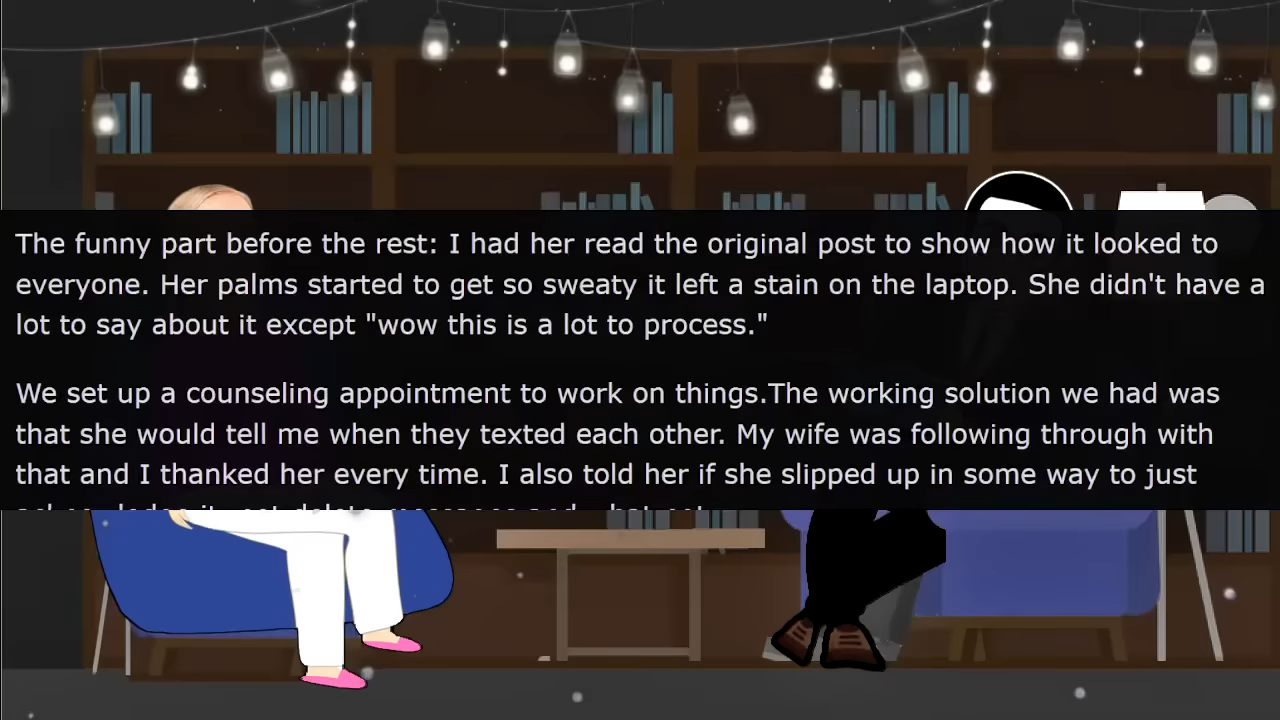 The funny part before the rest: I had her read the original post to show how it looked to
everyone. Her palms started to get so sweaty it left a stain on the laptop. She didn't have a
lot to say about it except "wow this is a lot to process."
We set up a counseling appointment to work on things.The working solution we had was
that she would tell me when they texted each other. My wife was following through with
that and I thanked her every time. I also told her if she slipped up in some way to just